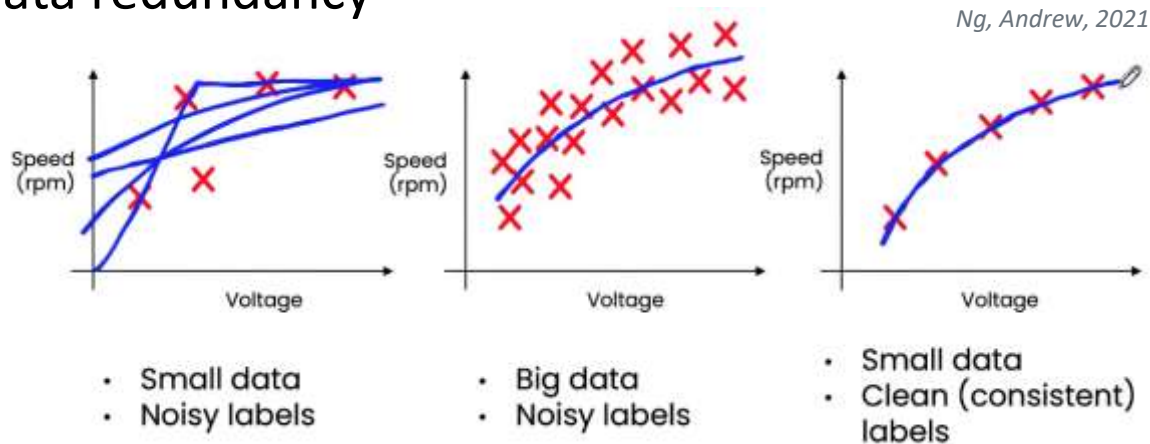 ata redundancy
Ng, Andrew, 2021
Speed
(rpm)
Voltage
• Small data
• Noisy labels
Speed
(rpm)
Voltage
• Big data
• Noisy labels
Speed
(rpm)
Voltage
• Small data
• Clean (consistent)
labels